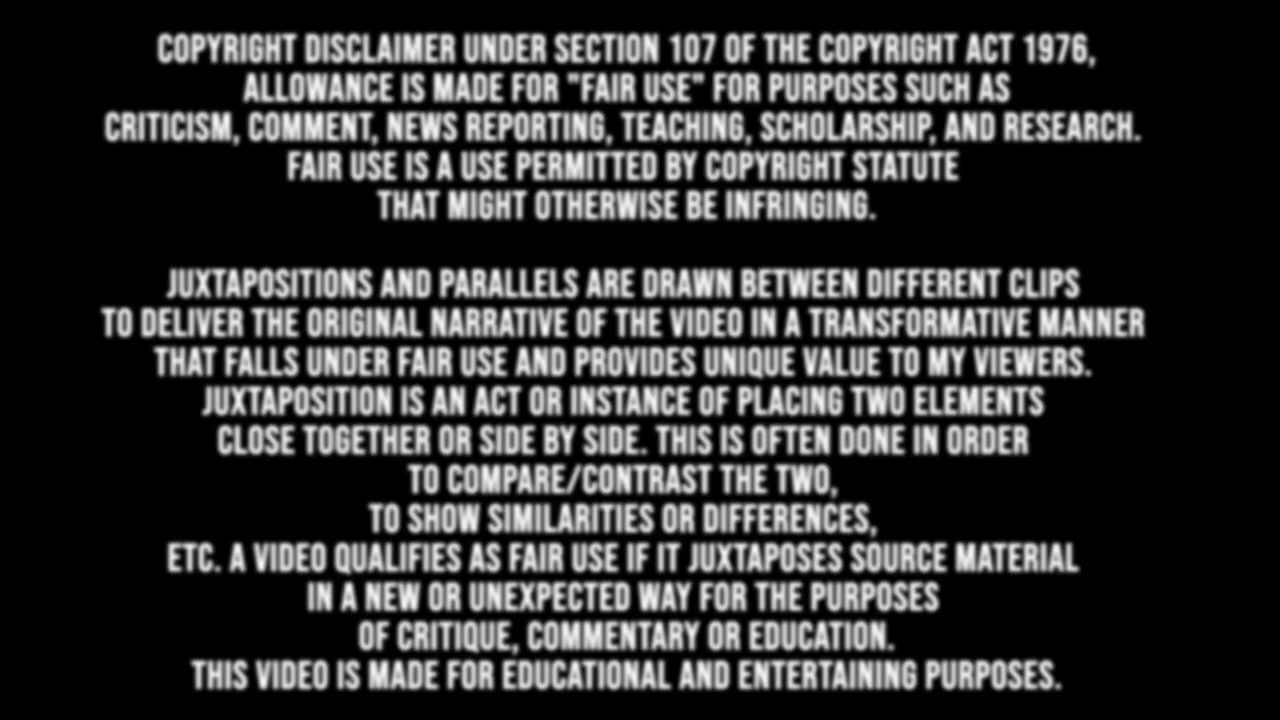 COPYRIGHT DISCLAIMER UNDER SECTION 107 OF THE COPYRIGHT ACT 1976,
ALLOWANCE IS MADE FOR "FAIR USE" FOR PURPOSES SUCH AS
CRITICISM, COMMENT, NEWS REPORTING, TEACHING, SCHOLARSHIP, AND RESEARCH.
FAIR USE IS A USE PERMITTED BY COPYRIGHT STATUTE
THAT MIGHT OTHERWISE BE INFRINGING.
JUXTAPOSITIONS AND PARALLELS ARE DRAWN BETWEEN DIFFERENT CLIPS
TO DELIVER THE ORIGINAL NARRATIVE OF THE VIDEO IN A TRANSFORMATIVE MANNER
THAT FALLS UNDER FAIR USE AND PROVIDES UNIQUE VALUE TO MY VIEWERS.
JUXTAPOSITION IS AN ACT OR INSTANCE OF PLACING TWO ELEMENTS
CLOSE TOGETHER OR SIDE BY SIDE. THIS IS OFTEN DONE IN ORDER
TO COMPARE/CONTRAST THE TWO,
TO SHOW SIMILARITIES OR DIFFERENCES,
ETC. A VIDEO QUALIFIES AS FAIR USE IF IT JUXTAPOSES SOURCE MATERIAL
IN A NEW OR UNEXPECTED WAY FOR THE PURPOSES
OF CRITIQUE, COMMENTARY OR EDUCATION.
THIS VIDEO IS MADE FOR EDUCATIONAL AND ENTERTAINING PURPOSES.